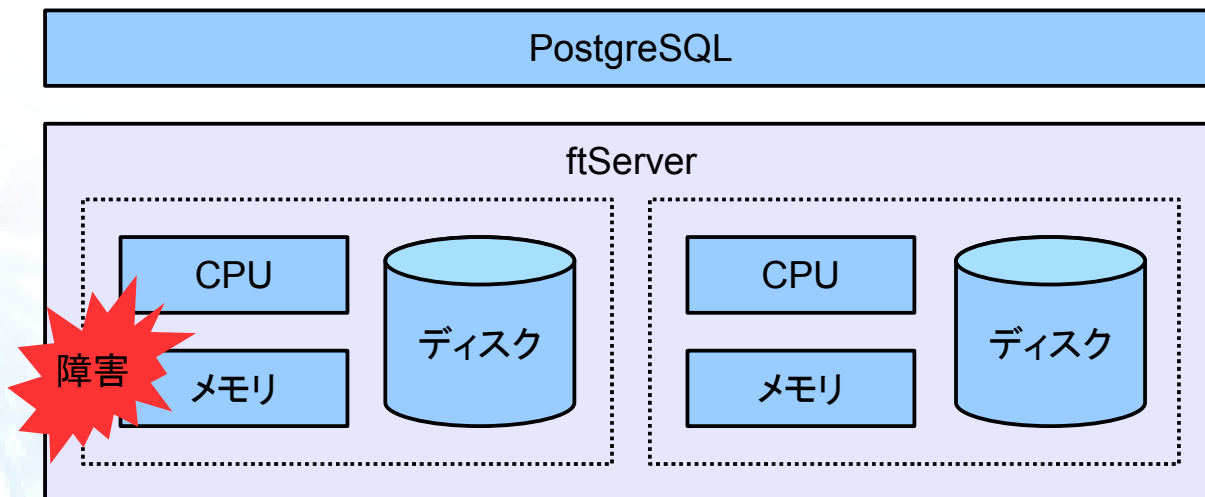 PostgreSQL
ftServer
CPU
ディスク
メモリ
障害
CPU
ディスク
メモリ